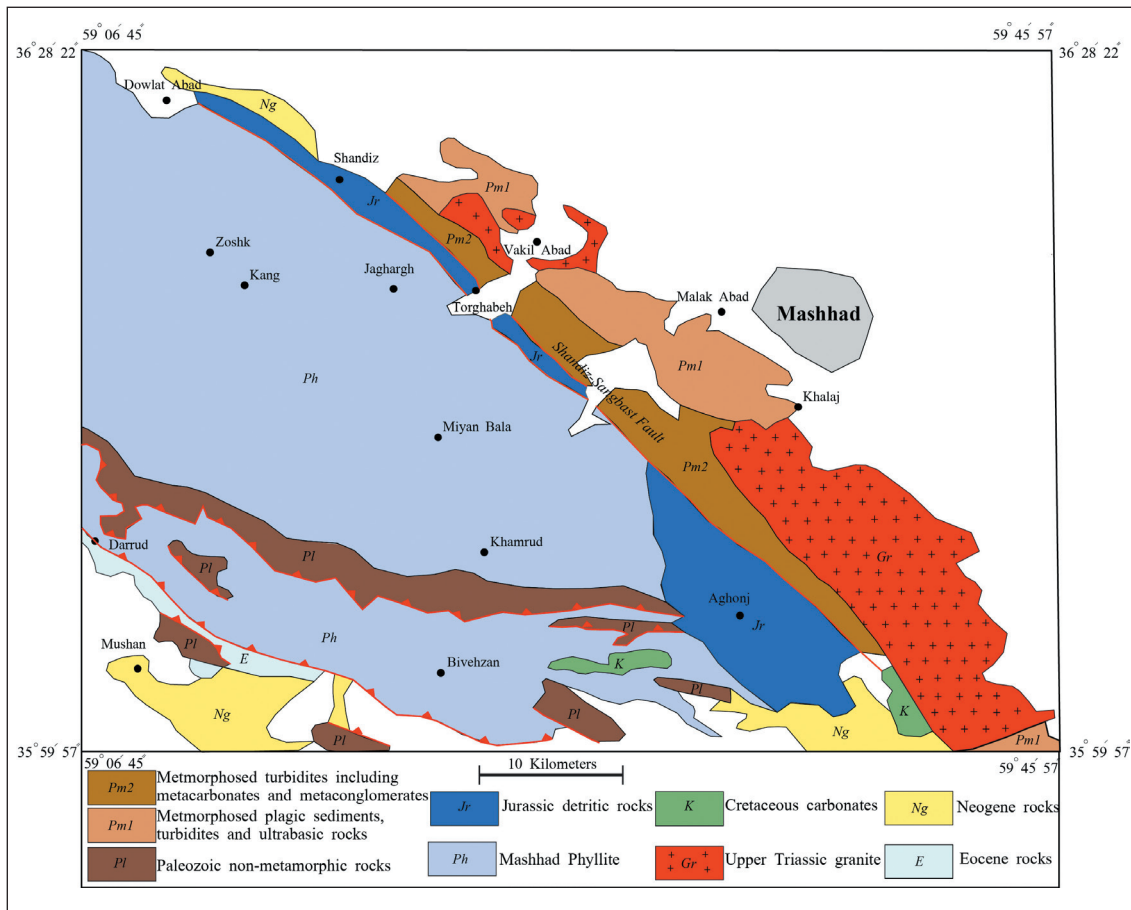 59° 06´ 45˝
59° 45´ 57˝
36° 28´ 22˝
36° 28´ 22˝
Dowlat Abad
Ng
Shandiz
Jr
Pm1
Pm2
Vakil Abad
Zoshk
Kang
Jaghargh
Torghabeh
Malak Abad
Mashhad
Jr
Shandiz-Sangbast Fault
Pm1
Ph
Khalaj
Miyan Bala
Pm2
Darrud
Pl
Khamrud
Gr
Pl
Aghonj
Jr
Ph
Pl
Mushan
Pl
E
Bivehzan
K
Pl
Ng
Pl
K
Pl
Ng
Pm1
35° 59´ 57˝
35° 59´ 57˝
59° 06´ 45˝
59° 45´ 57˝
10 Kilometers
Pm2 Metmorphosed turbidites including
metacarbonates and metaconglomerates
Pm1 Metmorphosed plagic sediments,
turbidites and ultrabasic rocks
Pl Paleozoic non-metamorphic rocks
Jr Jurassic detritic rocks
Ph Mashhad Phyllite
K Cretaceous carbonates
Gr Upper Triassic granite
Ng Neogene rocks
E Eocene rocks